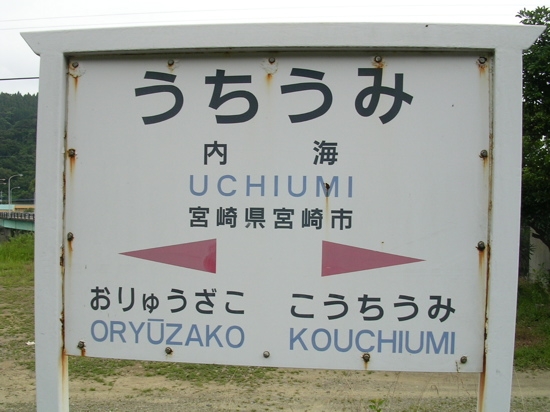 うちうみ
内海
UCHIUMI
宮崎県宮崎市
おりゅうざこ こうちうみ
ORYŪZAKO KOUCHIUMI